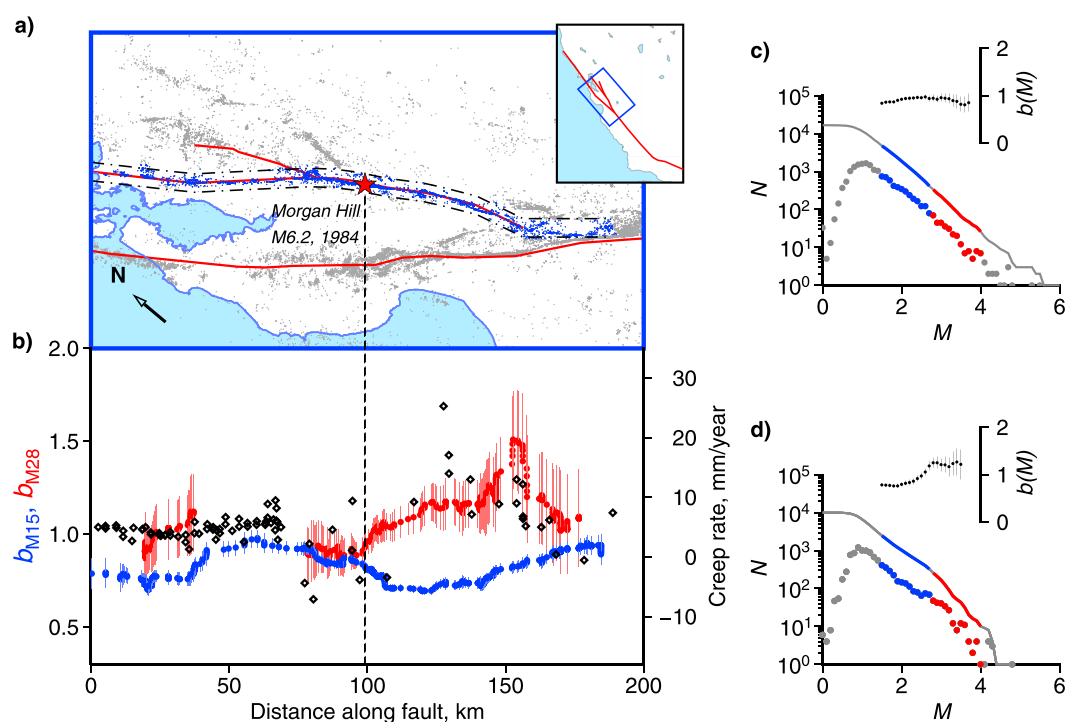 a)
Morgan Hill
M6.2, 1984
N
b)
2.0
1.5
1.0
0.5
bM15, bM28
30
20
10
0
−10
Creep rate, mm/year
0 50 100 150 200
Distance along fault, km
c)
2
1
0
b(M)
10^5
10^4
10^3
10^2
10^1
10^0
N
0 2 4 6
M
d)
2
1
0
b(M)
10^5
10^4
10^3
10^2
10^1
10^0
N
0 2 4 6
M